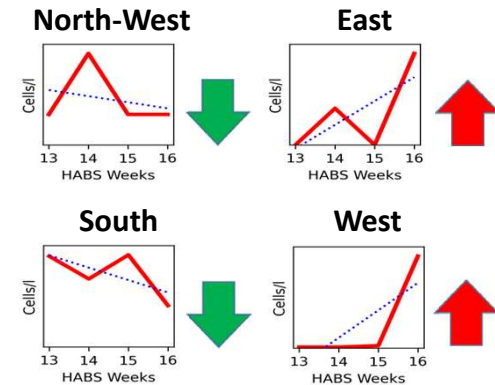 North-West
Cells/l
13 14 15 16
HABS Weeks
East
Cells/l
13 14 15 16
HABS Weeks
South
Cells/l
13 14 15 16
HABS Weeks
West
Cells/l
13 14 15 16
HABS Weeks